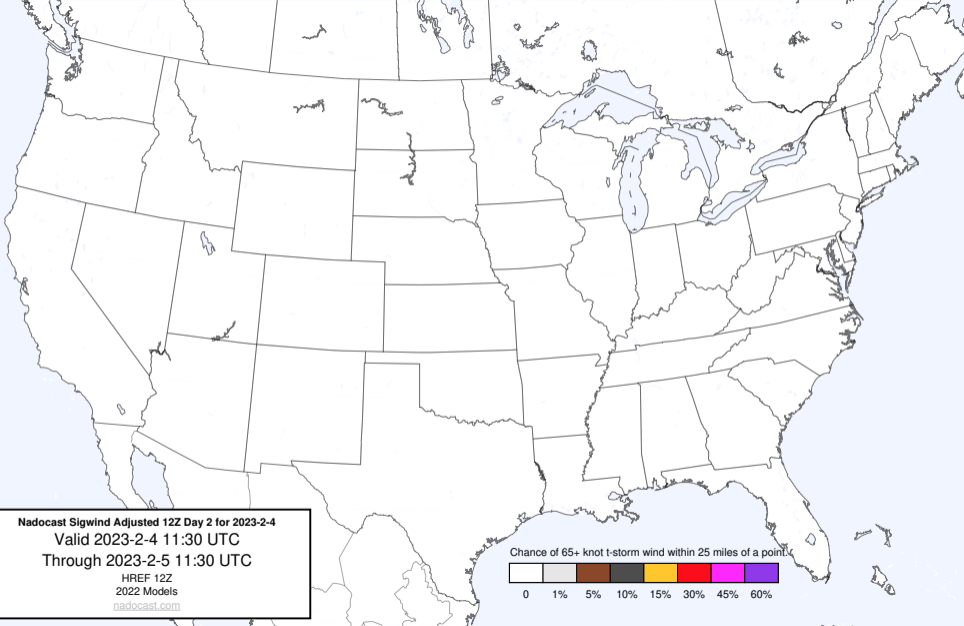 Nadocast Sigwind Adjusted 12Z Day 2 for 2023-2-4
Valid 2023-2-4 11:30 UTC
Through 2023-2-5 11:30 UTC
HREF 12Z
2022 Models
nadocast.com
Chance of 65+ knot t-storm wind within 25 miles of a point.
0 1% 5% 10% 15% 30% 45% 60%